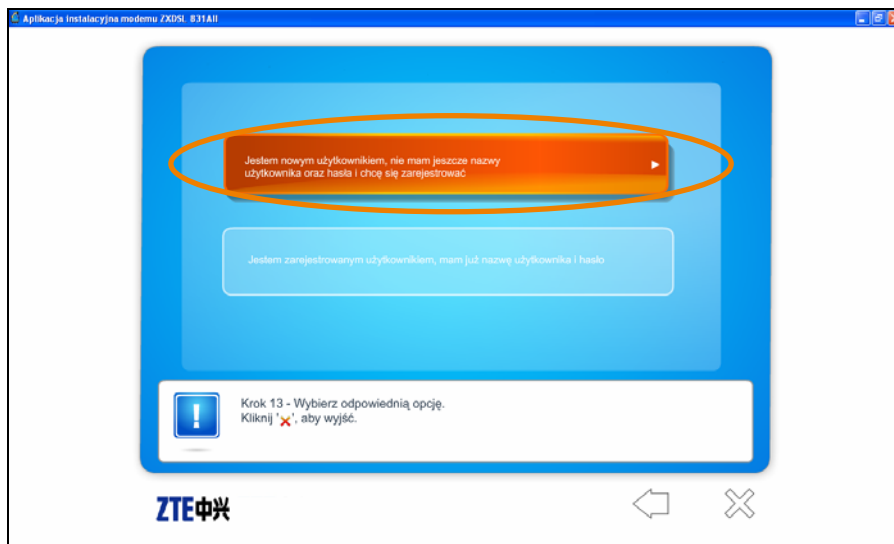 Aplikacja instalacyjna modemu ZXDSL 831AII
Jestem nowym użytkownikiem, nie mam jeszcze nazwy
użytkownika oraz hasła i chcę się zarejestrować
Jestem zarejestrowanym użytkownikiem, mam już nazwę użytkownika i hasło
Krok 13 - Wybierz odpowiednią opcję.
Kliknij ' ', aby wyjść.
ZTE中兴